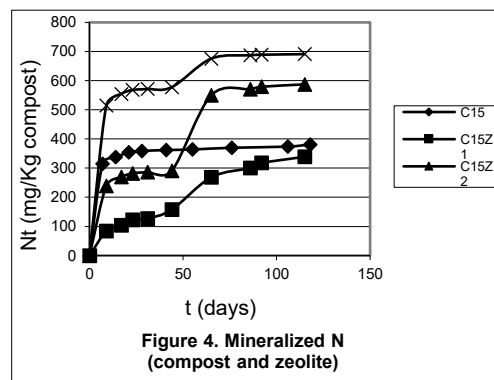 Nt (mg/Kg compost)
800
700
600
500
400
300
200
100
0
0
50
100
150
t (days)
C15
C15Z
1
C15Z
2
Figure 4. Mineralized N
(compost and zeolite)